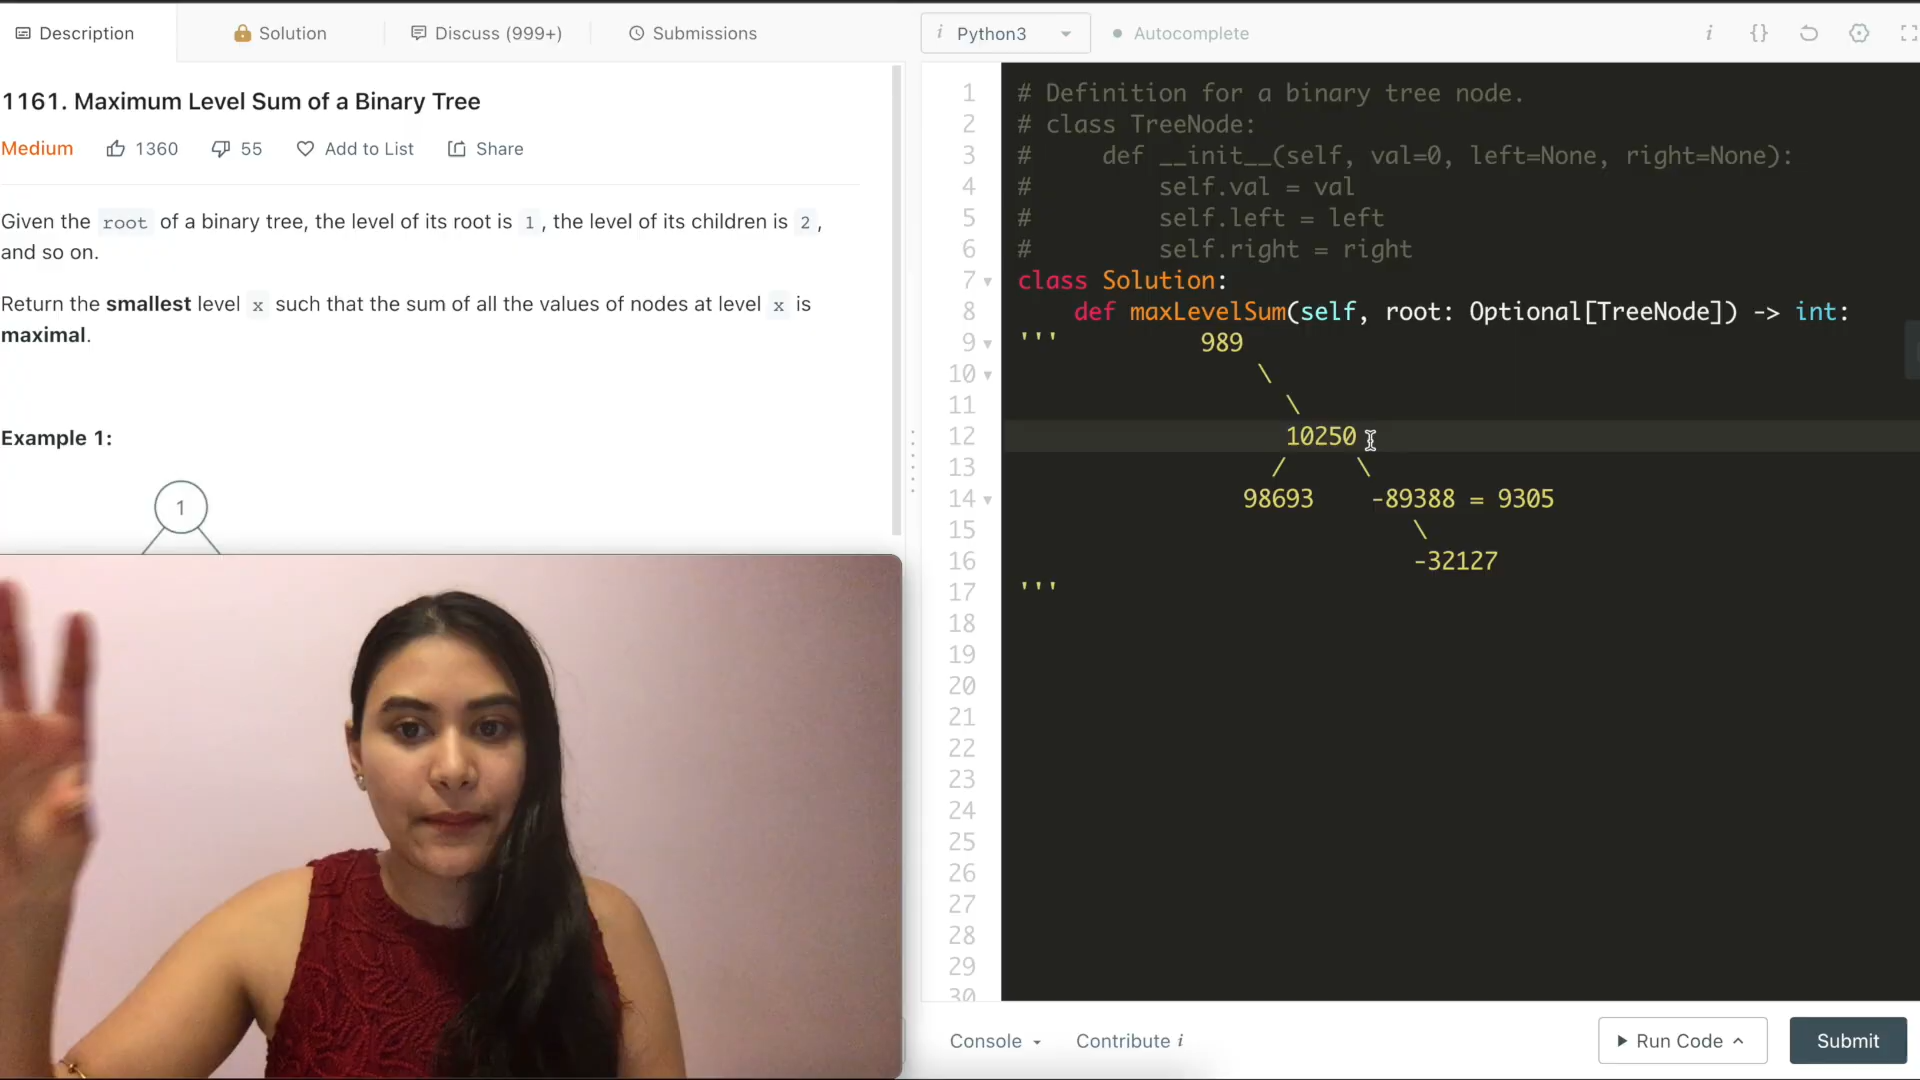 Description
Solution
Discuss (999+)
Submissions
i Python3
Autocomplete
i {}
1161. Maximum Level Sum of a Binary Tree
Medium 1360 55 Add to List Share
Given the root of a binary tree, the level of its root is 1, the level of its children is 2,
and so on.
Return the smallest level x such that the sum of all the values of nodes at level x is
maximal.
Example 1:
1
1 # Definition for a binary tree node.
2 # class TreeNode:
3 #     def __init__(self, val=0, left=None, right=None):
4 #         self.val = val
5 #         self.left = left
6 #         self.right = right
7 class Solution:
8     def maxLevelSum(self, root: Optional[TreeNode]) -> int:
9 '''          989
10                 \
11                   \
12                   10250
13                  /     \
14                98693    -89388 = 9305
15                            \
16                            -32127
17 '''
18
19
20
21
22
23
24
25
26
27
28
29
30
Console
Contribute i
Run Code
Submit